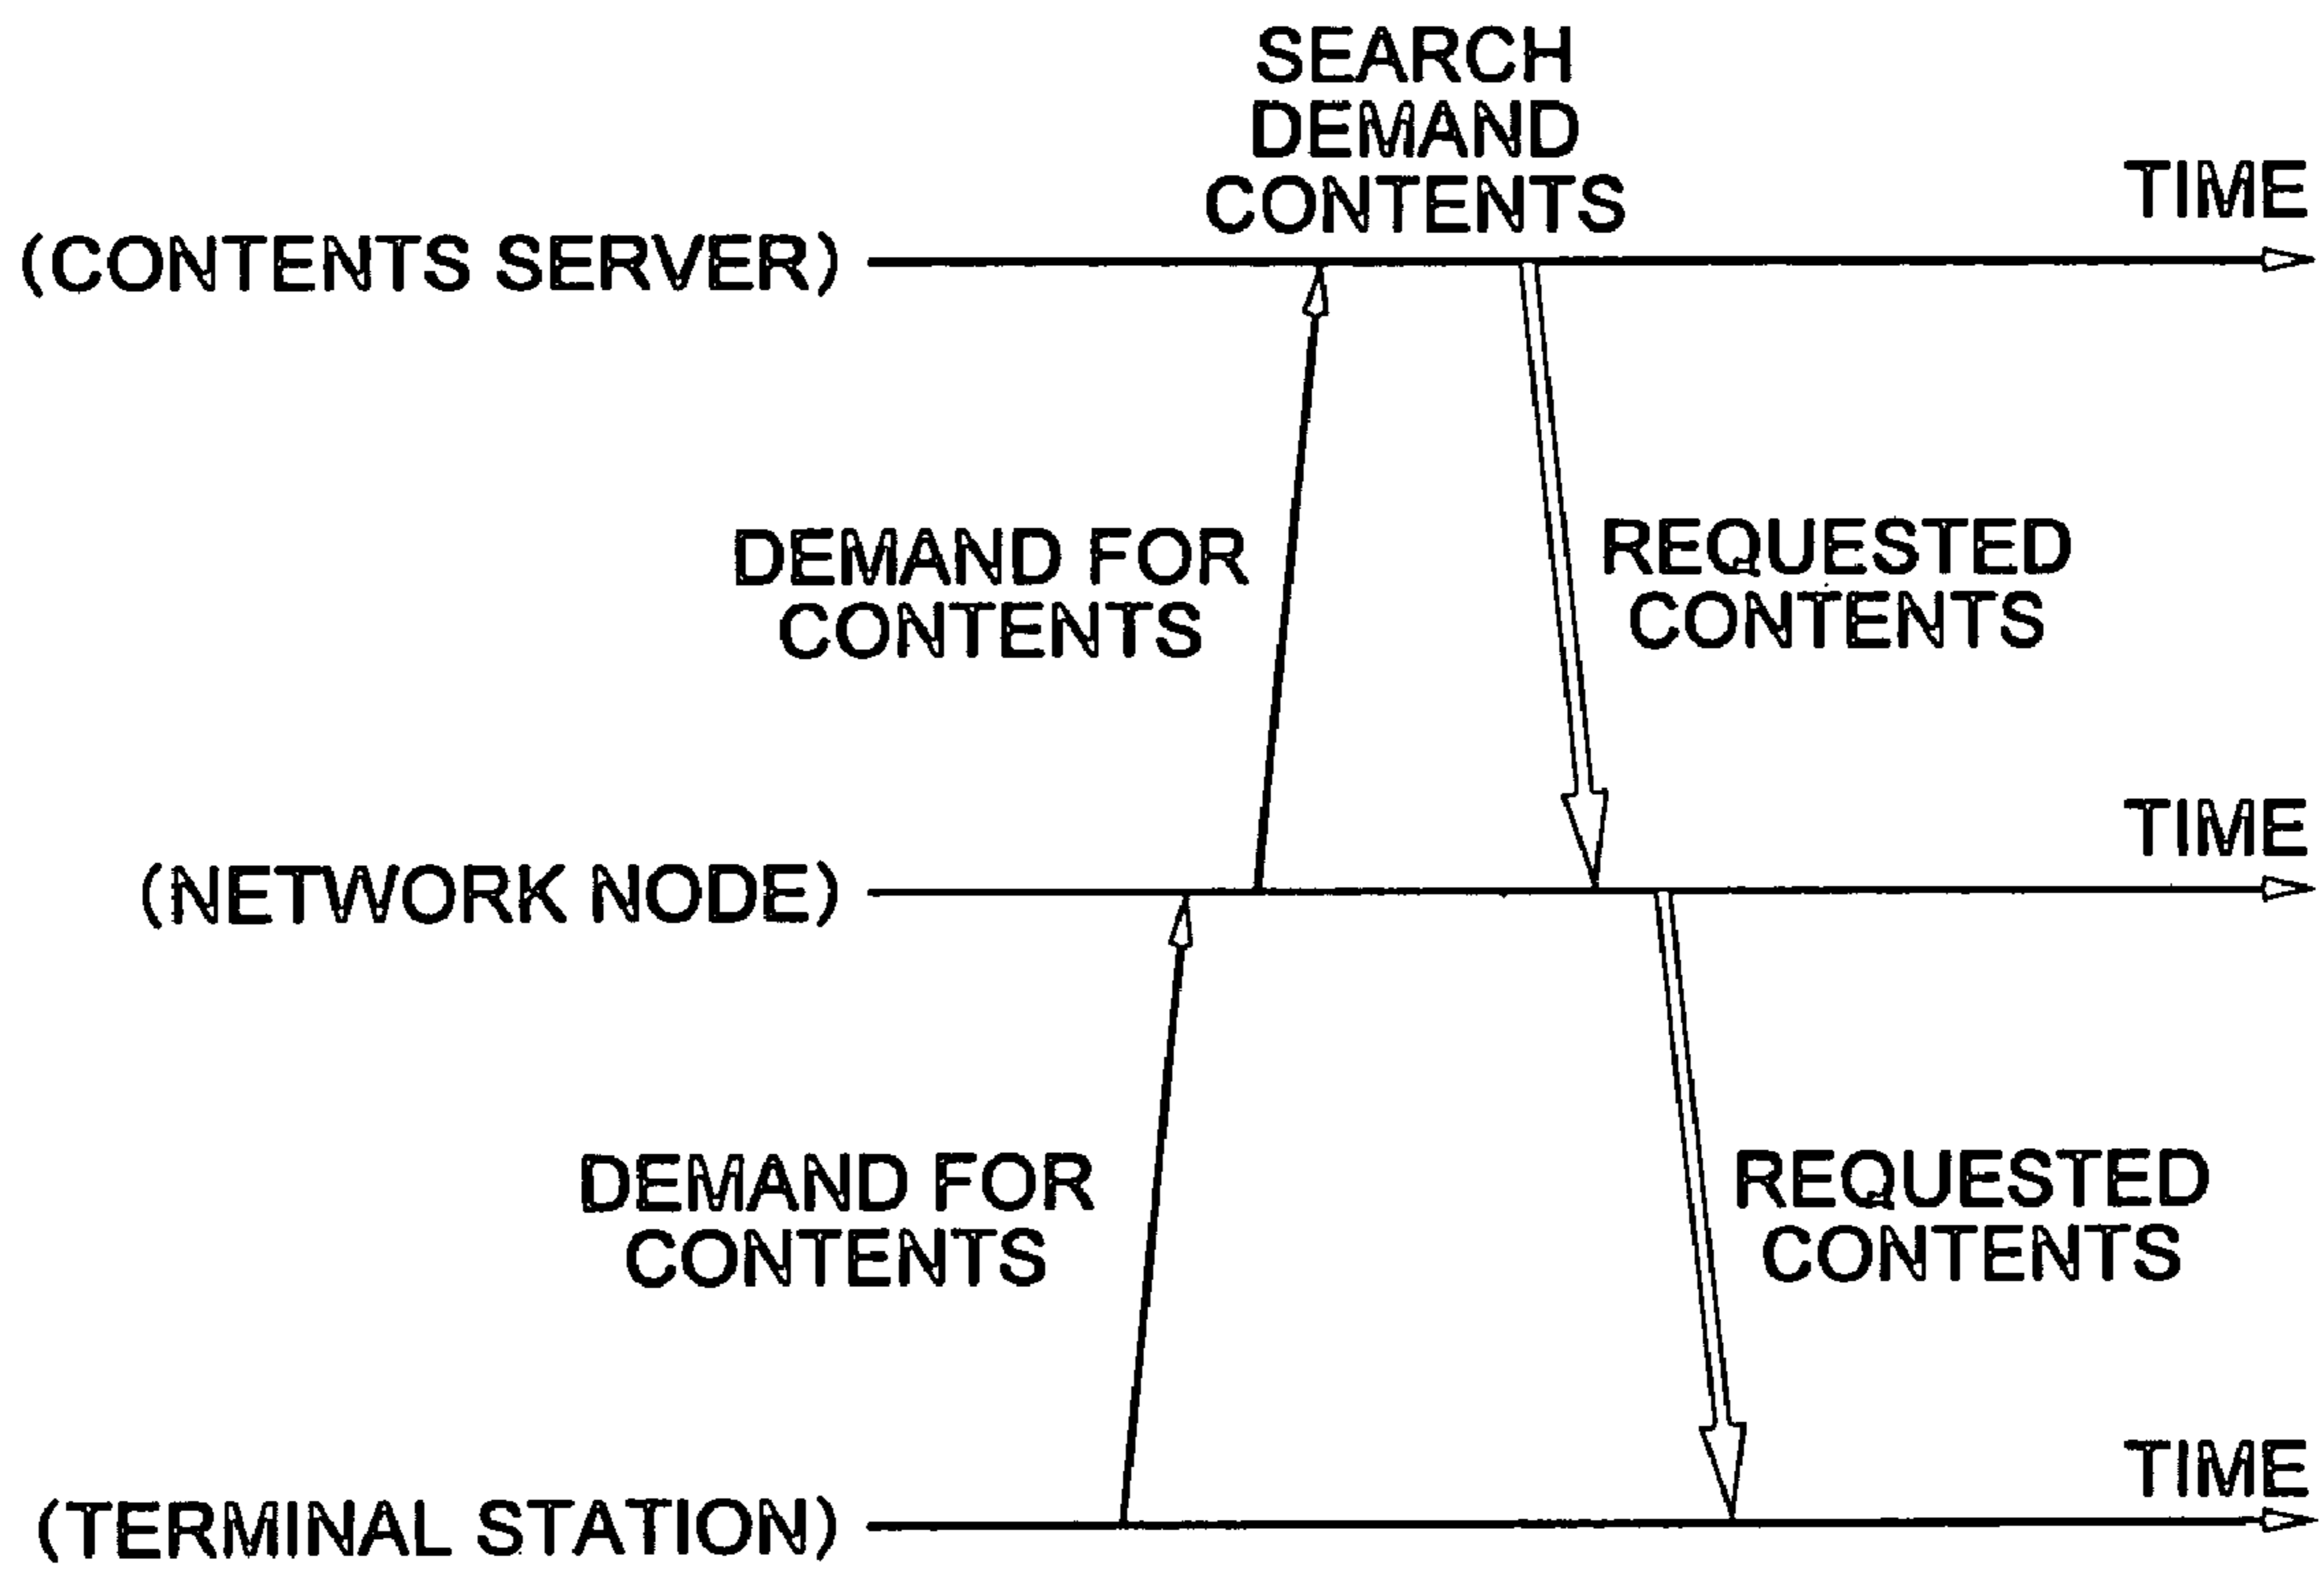 SEARCH
DEMAND
CONTENTS
TIME
(CONTENTS SERVER)
DEMAND FOR
CONTENTS
REQUESTED
CONTENTS
TIME
(NETWORK NODE)
DEMAND FOR
CONTENTS
REQUESTED
CONTENTS
TIME
(TERMINAL STATION)